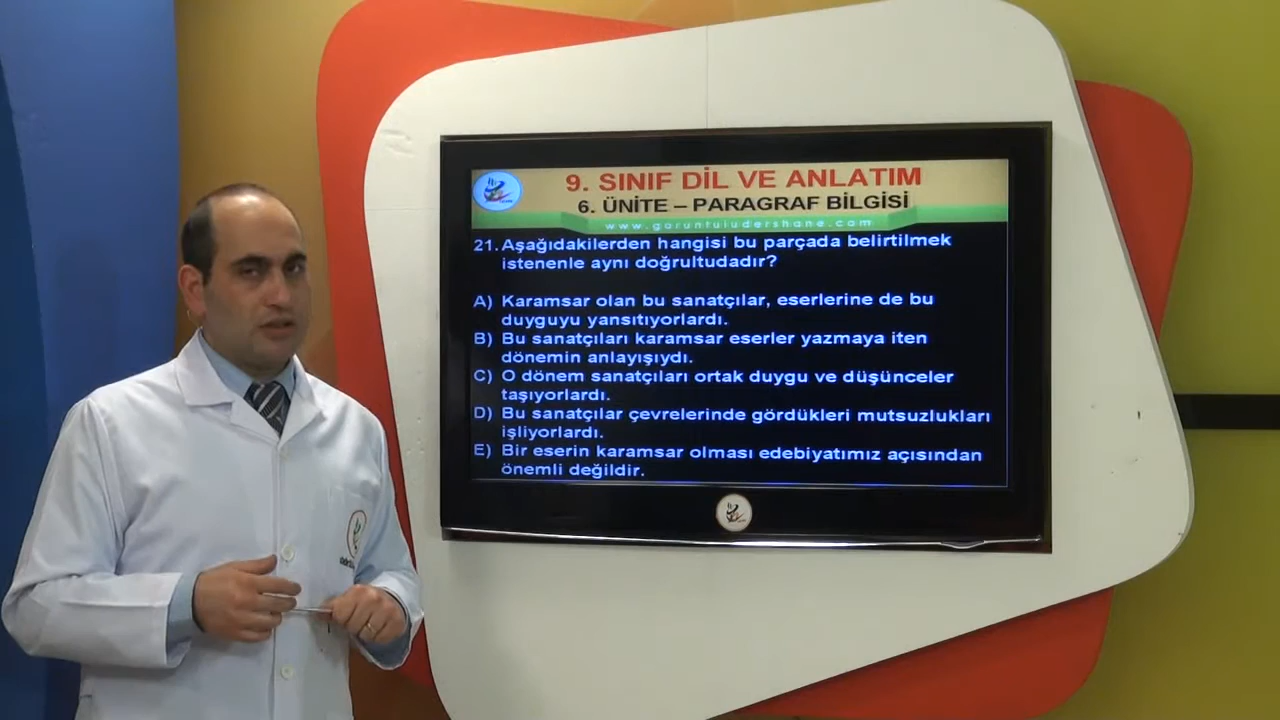 9. SINIF DİL VE ANLATIM
6. ÜNİTE – PARAGRAF BİLGİSİ
www.goruntuludershane.com
21. Aşağıdakilerden hangisi bu parçada belirtilmek
istenenle aynı doğrultudadır?
A) Karamsar olan bu sanatçılar, eserlerine de bu
duyguyu yansıtıyorlardı.
B) Bu sanatçıları karamsar eserler yazmaya iten
dönemin anlayışıydı.
C) O dönem sanatçıları ortak duygu ve düşünceler
taşıyorlardı.
D) Bu sanatçılar çevrelerinde gördükleri mutsuzlukları
işliyorlardı.
E) Bir eserin karamsar olması edebiyatımız açısından
önemli değildir.